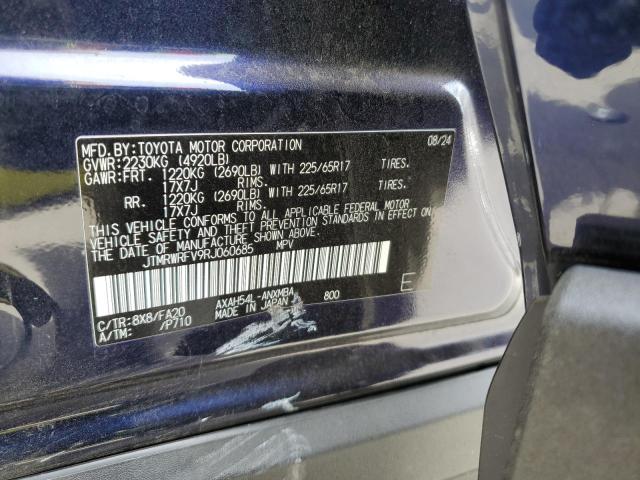 MFD.BY:TOYOTA MOTOR CORPORATION 08/24
GVWR:2230KG (4920LB)
GAWR:FRT. 1220KG (2690LB) WITH 225/65R17 TIRES.
17X7J RIMS.
RR. 1220KG (2690LB) WITH 225/65R17 TIRES.
17X7J RIMS.
THIS VEHICLE CONFORMS TO ALL APPLICABLE FEDERAL MOTOR
VEHICLE SAFETY AND THEFT PREVENTION STANDARDS IN EFFECT ON
THE DATE OF MANUFACTURE SHOWN ABOVE.
JTMRWRFV9RJ060685 MPV
C/TR:8X8/FA20 AXAH54L-ANXMBA 800 E
A/TM: /P710 MADE IN JAPAN